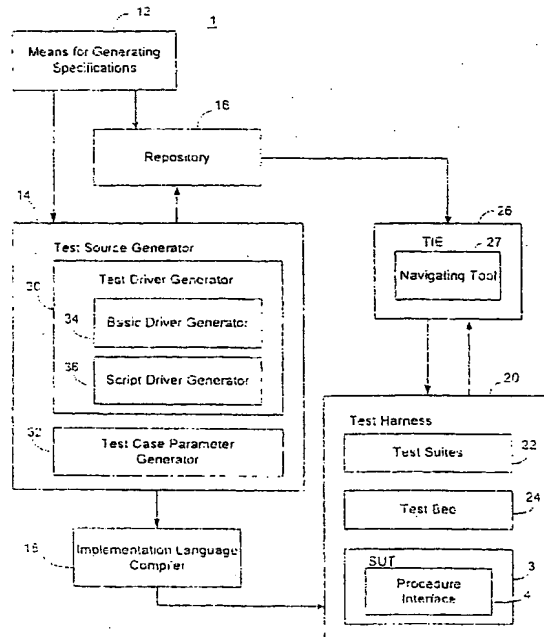 12
1
Means for Generating
Specifications
16
Repository
14
Test Source Generator
Test Driver Generator
30
34
Basic Driver Generator
36
Script Driver Generator
32
Test Case Parameter
Generator
18
Implementation Language
Compiler
26
TIE
27
Navigating Tool
20
Test Harness
Test Suites
22
Test Bed
24
SUT
3
Procedure
Interface
4